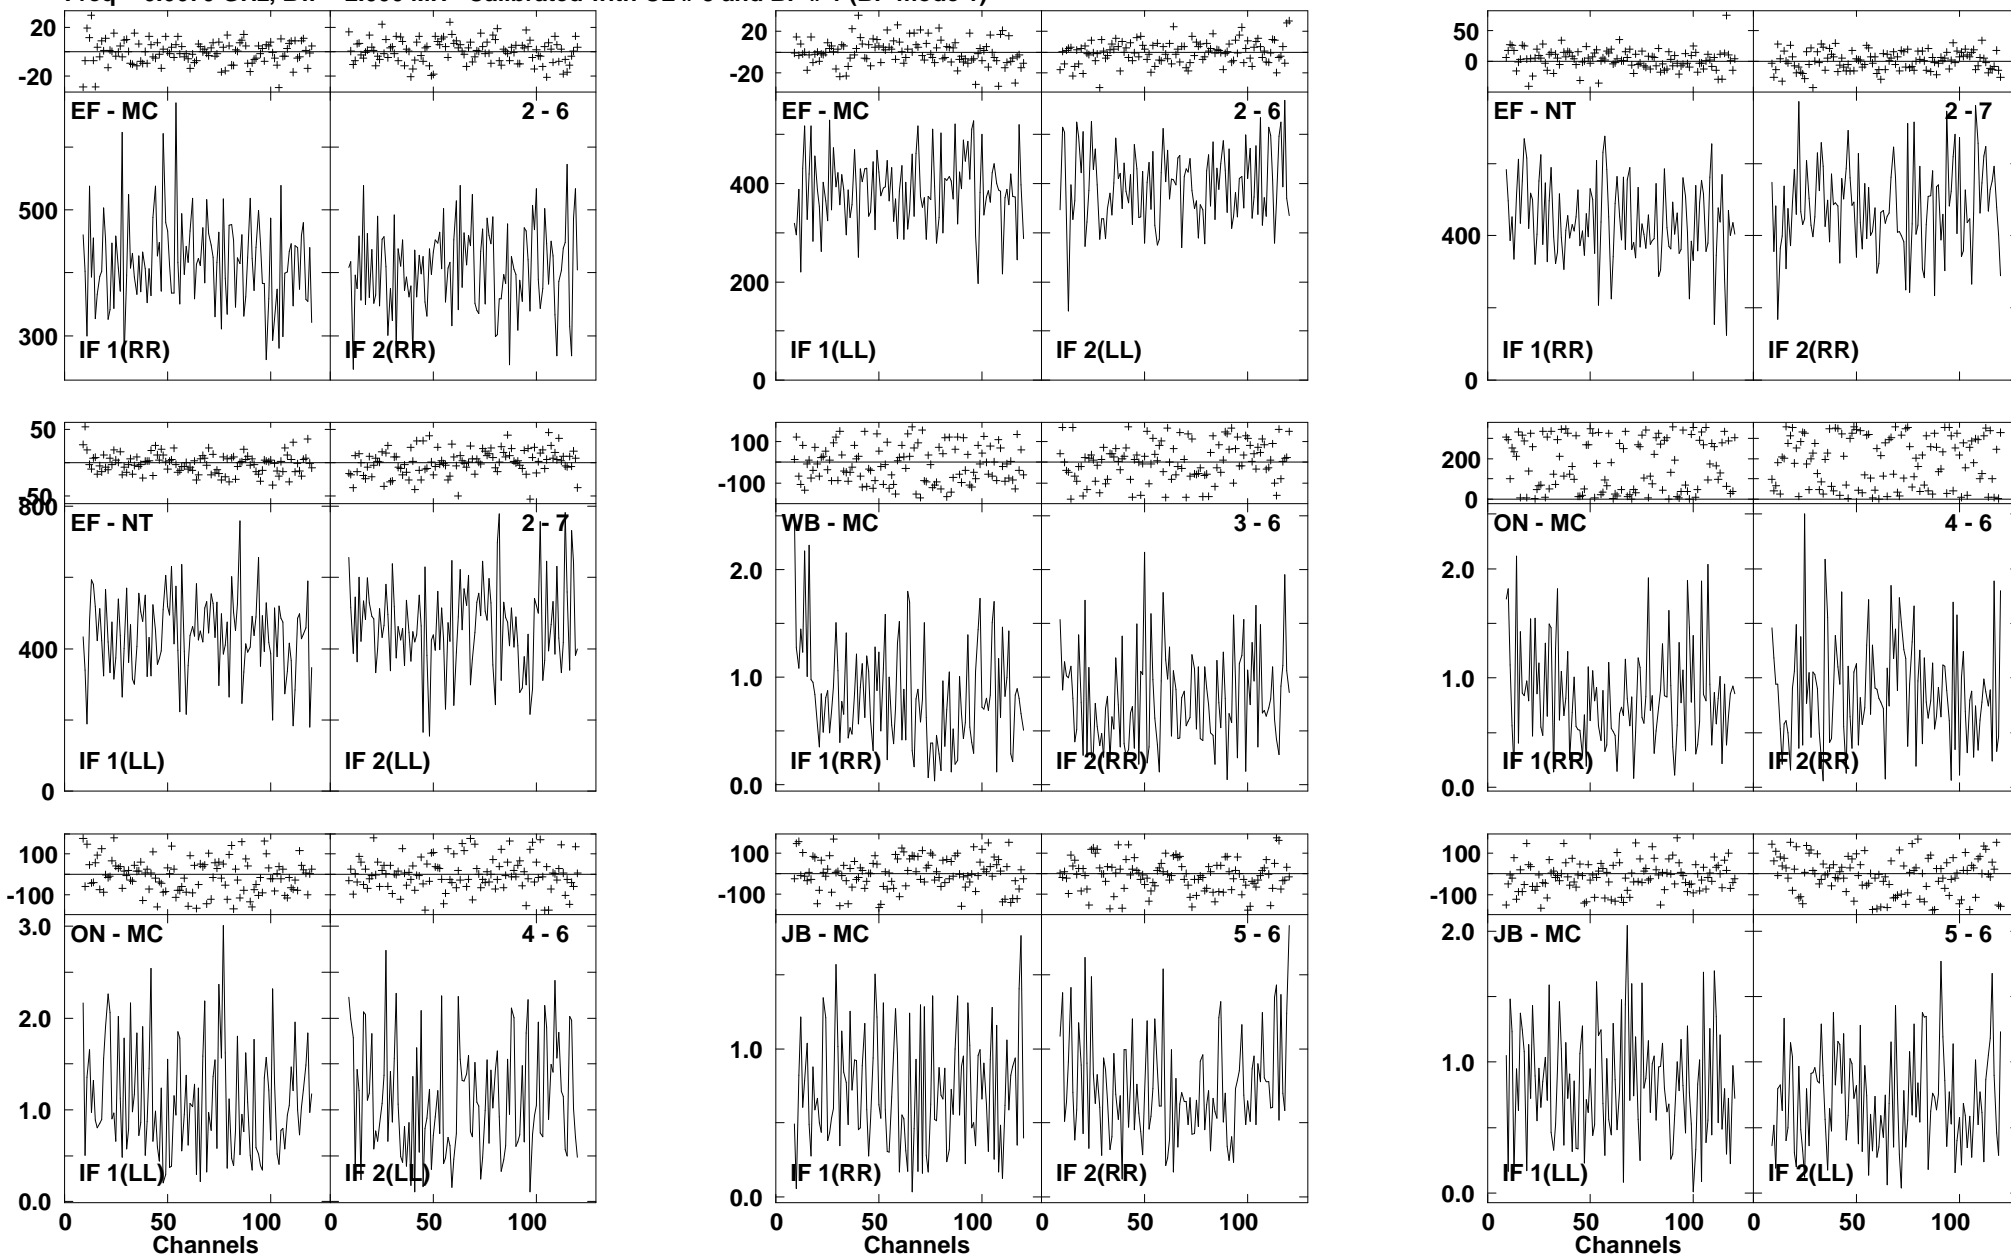 20
-20
EF - MC 2 - 6
500
300
IF 1(RR) IF 2(RR)
20
-20
EF - MC 2 - 6
400
200
0
IF 1(LL) IF 2(LL)
50
0
EF - NT 2 - 7
400
0
IF 1(RR) IF 2(RR)
50
50
800
EF - NT 2 - 7
400
0
IF 1(LL) IF 2(LL)
100
-100
WB - MC 3 - 6
2.0
1.0
0.0
IF 1(RR) IF 2(RR)
200
0
ON - MC 4 - 6
2.0
1.0
0.0
IF 1(RR) IF 2(RR)
100
-100
3.0
ON - MC 4 - 6
2.0
1.0
0.0
IF 1(LL) IF 2(LL)
0 50 100 0 50 100
Channels
100
-100
JB - MC 5 - 6
1.0
0.0
IF 1(RR) IF 2(RR)
0 50 100 0 50 100
Channels
100
-100
2.0
JB - MC 5 - 6
1.0
0.0
IF 1(LL) IF 2(LL)
0 50 100 0 50 100
Channels